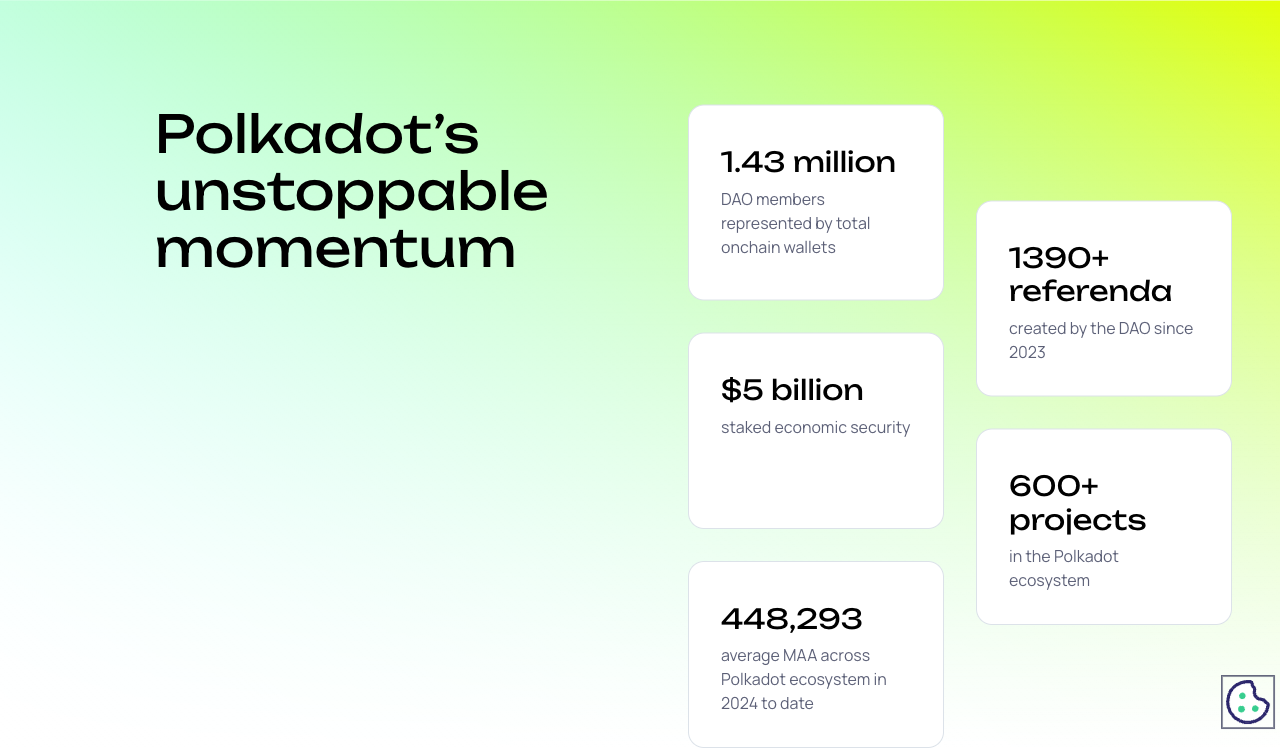 Polkadot’s
unstoppable
momentum
1.43 million
DAO members
represented by total
onchain wallets
$5 billion
staked economic security
448,293
average MAA across
Polkadot ecosystem in
2024 to date
1390+
referenda
created by the DAO since
2023
600+
projects
in the Polkadot
ecosystem